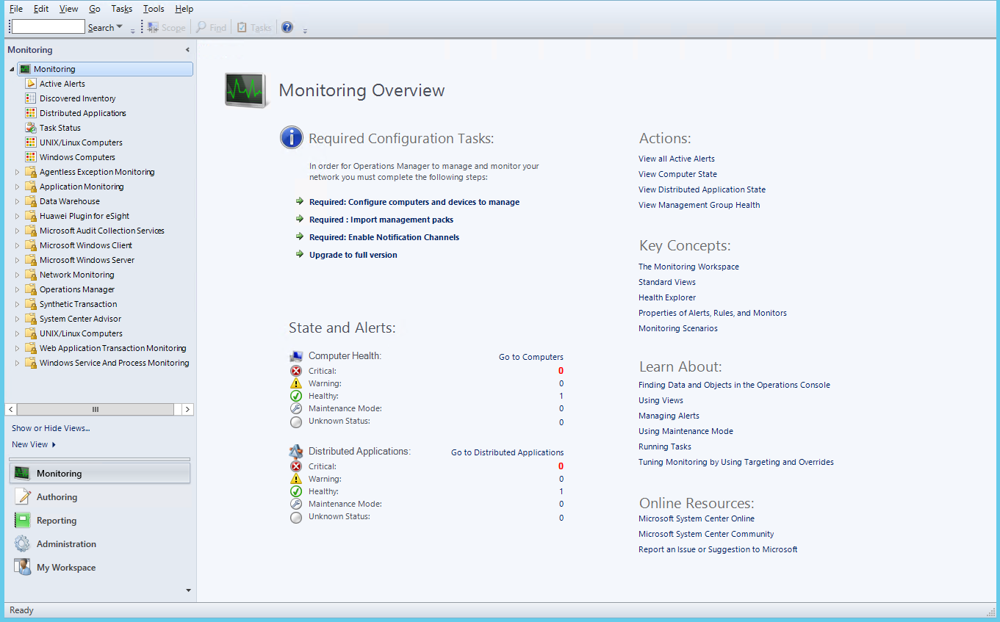 File Edit View Go Tasks Tools Help
Search Scope Find Tasks
Monitoring
Monitoring
Active Alerts
Discovered Inventory
Distributed Applications
Task Status
UNIX/Linux Computers
Windows Computers
Agentless Exception Monitoring
Application Monitoring
Data Warehouse
Huawei Plugin for eSight
Microsoft Audit Collection Services
Microsoft Windows Client
Microsoft Windows Server
Network Monitoring
Operations Manager
Synthetic Transaction
System Center Advisor
UNIX/Linux Computers
Web Application Transaction Monitoring
Windows Service And Process Monitoring
Show or Hide Views...
New View
Monitoring
Authoring
Reporting
Administration
My Workspace
Monitoring Overview
Required Configuration Tasks:
In order for Operations Manager to manage and monitor your
network you must complete the following steps:
Required: Configure computers and devices to manage
Required : Import management packs
Required: Enable Notification Channels
Upgrade to full version
State and Alerts:
Computer Health: Go to Computers
Critical: 0
Warning: 0
Healthy: 1
Maintenance Mode: 0
Unknown Status: 0
Distributed Applications: Go to Distributed Applications
Critical: 0
Warning: 0
Healthy: 1
Maintenance Mode: 0
Unknown Status: 0
Actions:
View all Active Alerts
View Computer State
View Distributed Application State
View Management Group Health
Key Concepts:
The Monitoring Workspace
Standard Views
Health Explorer
Properties of Alerts, Rules, and Monitors
Monitoring Scenarios
Learn About:
Finding Data and Objects in the Operations Console
Using Views
Managing Alerts
Using Maintenance Mode
Running Tasks
Tuning Monitoring by Using Targeting and Overrides
Online Resources:
Microsoft System Center Online
Microsoft System Center Community
Report an Issue or Suggestion to Microsoft
Ready